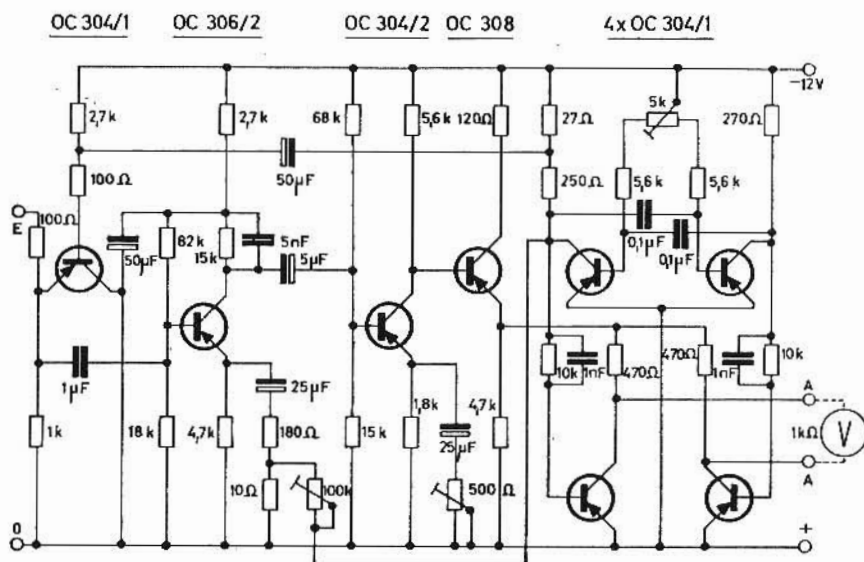 OC 304/1 OC 306/2 OC 304/2 OC 308 4x OC 304/1
-12V
2,7k 2,7k 68k 5,6k 120Ω 27Ω 5k 270Ω
50µF
100Ω 250Ω 5,6k 5,6k
E 100Ω
50µF 82k 15k 5nF 5µF 0,1µF 0,1µF
1µF 25µF 10k 1nF 470Ω 470Ω 1nF 10k
A
1k 18k 4,7k 180Ω 15k 1,8k 25µF 4,7k 1kΩ V
A
10Ω 100k 500Ω
0 +